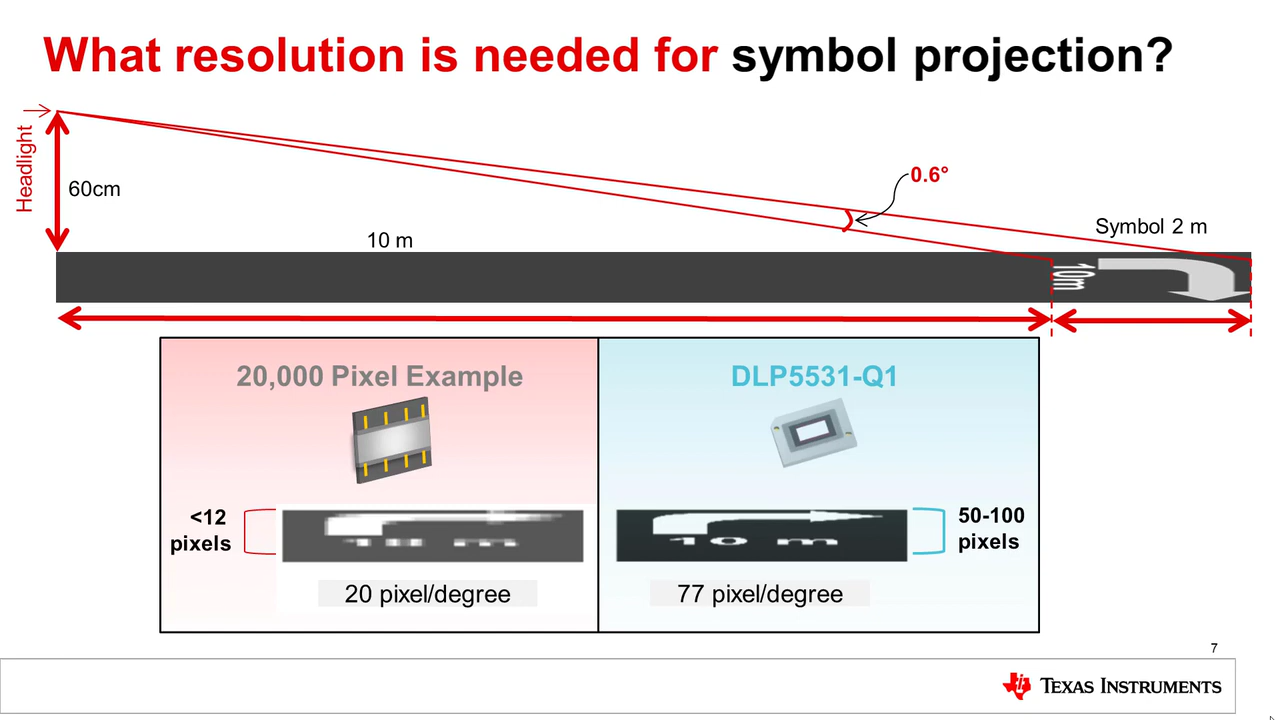 What resolution is needed for symbol projection?
Headlight
60cm
10 m
0.6°
Symbol 2 m
10m
20,000 Pixel Example
DLP5531-Q1
<12
pixels
10 m
20 pixel/degree
10 m
50-100
pixels
77 pixel/degree
7
TEXAS INSTRUMENTS